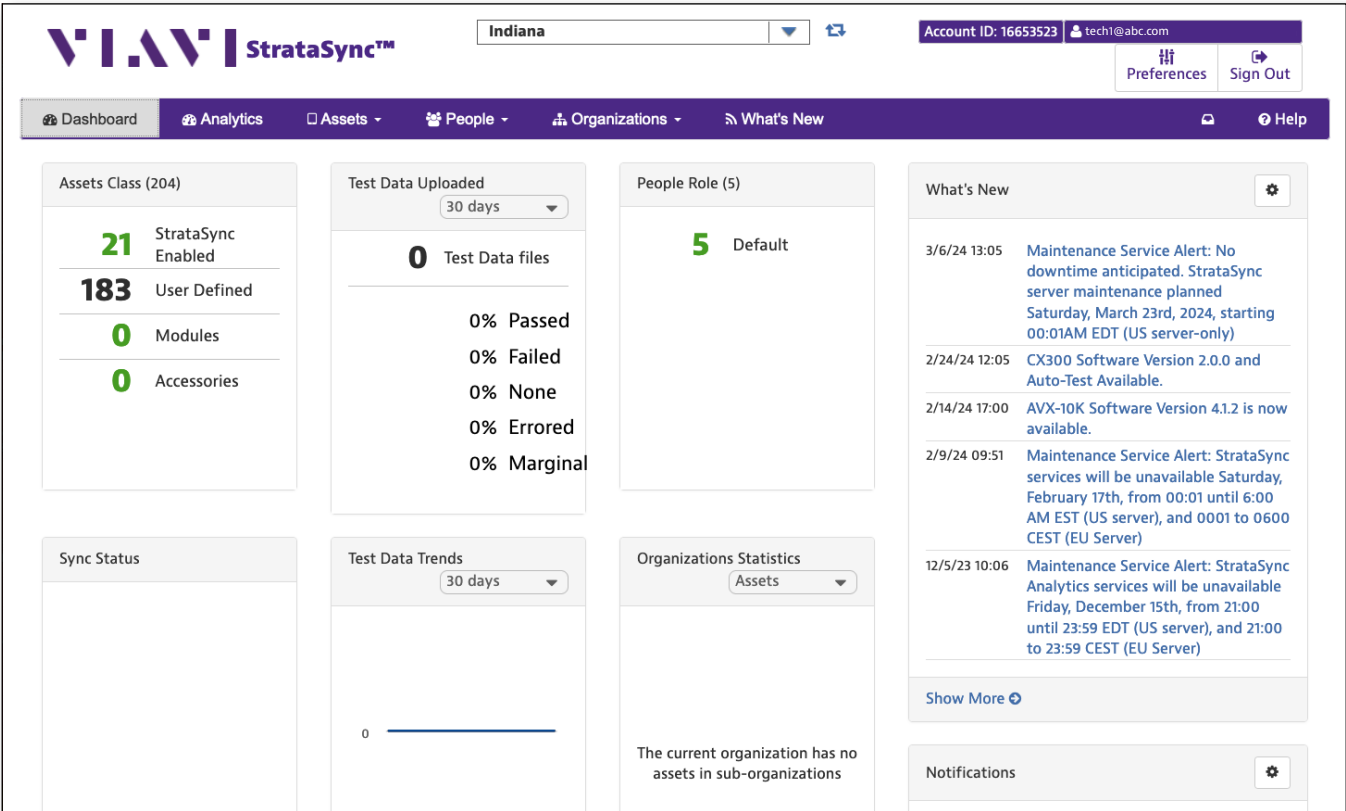 VIAVI StrataSync™
Indiana
Account ID: 16653523 tech1@abc.com
Preferences Sign Out
Dashboard Analytics Assets People Organizations What's New Help
Assets Class (204)
21 StrataSync
Enabled
183 User Defined
0 Modules
0 Accessories
Test Data Uploaded
30 days
0 Test Data files
0% Passed
0% Failed
0% None
0% Errored
0% Marginal
People Role (5)
5 Default
What's New
3/6/24 13:05 Maintenance Service Alert: No
downtime anticipated. StrataSync
server maintenance planned
Saturday, March 23rd, 2024, starting
00:01AM EDT (US server-only)
2/24/24 12:05 CX300 Software Version 2.0.0 and
Auto-Test Available.
2/14/24 17:00 AVX-10K Software Version 4.1.2 is now
available.
2/9/24 09:51 Maintenance Service Alert: StrataSync
services will be unavailable Saturday,
February 17th, from 00:01 until 6:00
AM EST (US server), and 0001 to 0600
CEST (EU Server)
12/5/23 10:06 Maintenance Service Alert: StrataSync
Analytics services will be unavailable
Friday, December 15th, from 21:00
until 23:59 EDT (US server), and 21:00
to 23:59 CEST (EU Server)
Show More
Sync Status
Test Data Trends
30 days
0
Organizations Statistics
Assets
The current organization has no
assets in sub-organizations
Notifications